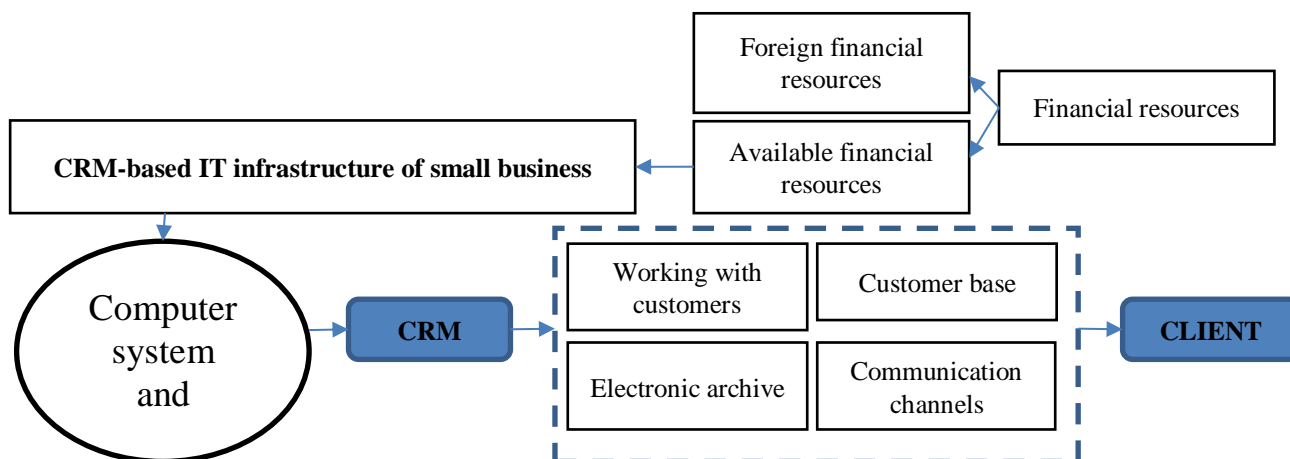 Foreign financial
resources
Financial resources
Available financial
resources
CRM-based IT infrastructure of small business
Computer
system
and
CRM
Working with
customers
Customer base
Electronic archive
Communication
channels
CLIENT